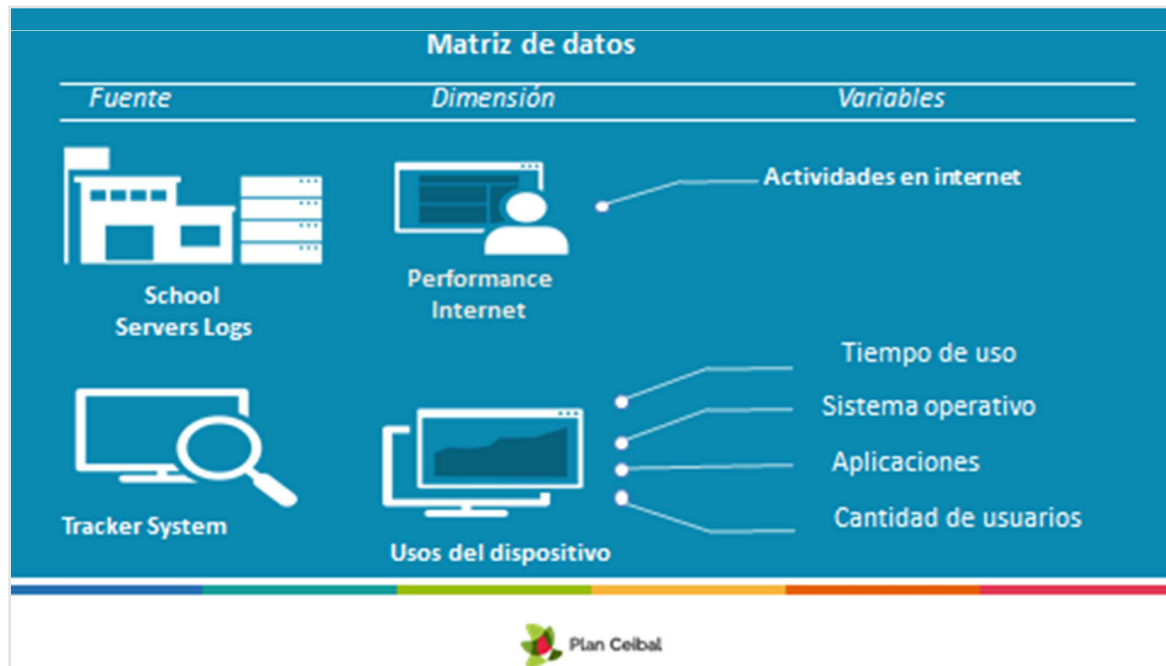 Matriz de datos
Fuente Dimensión Variables
Actividades en internet
Performance
Internet
School
Servers Logs
Tiempo de uso
Sistema operativo
Aplicaciones
Cantidad de usuarios
Tracker System
Usos del dispositivo
Plan Ceibal